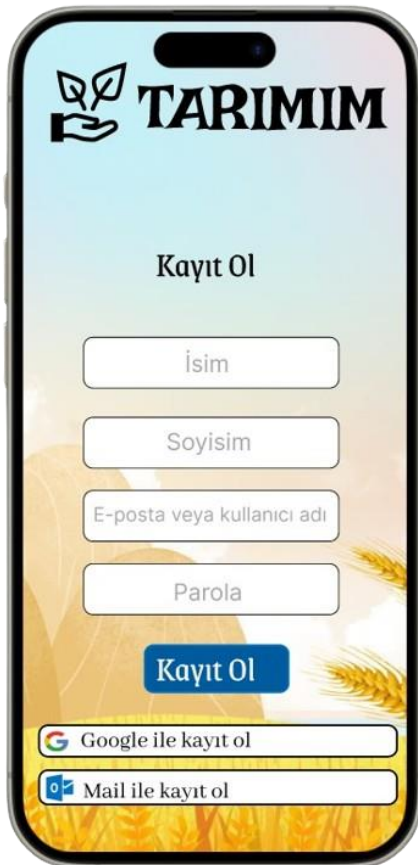 TARIMIM
Kayıt Ol
İsim
Soyisim
E-posta veya kullanıcı adı
Parola
Kayıt Ol
Google ile kayıt ol
Mail ile kayıt ol